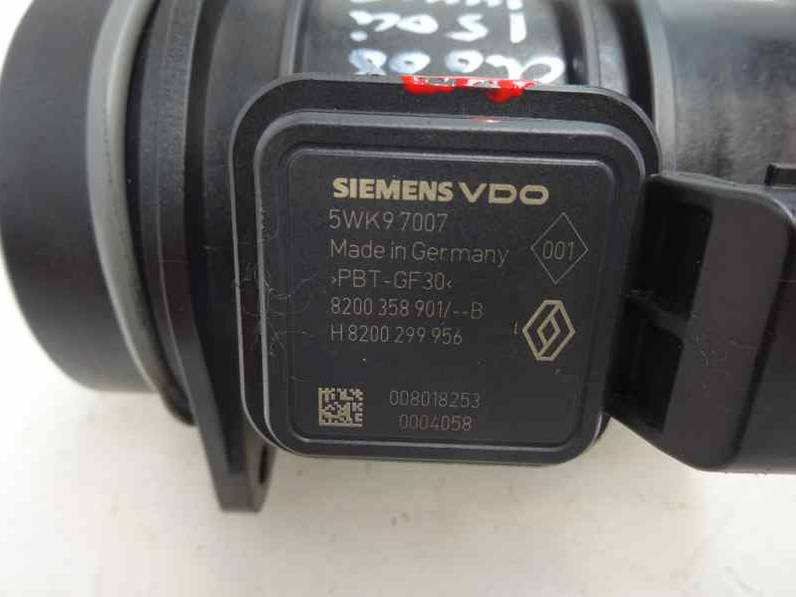 SIEMENS VDO
5WK9 7007
Made in Germany
001
>PBT-GF30<
8200 358 901/--B
H 8200 299 956
008018253
0004058